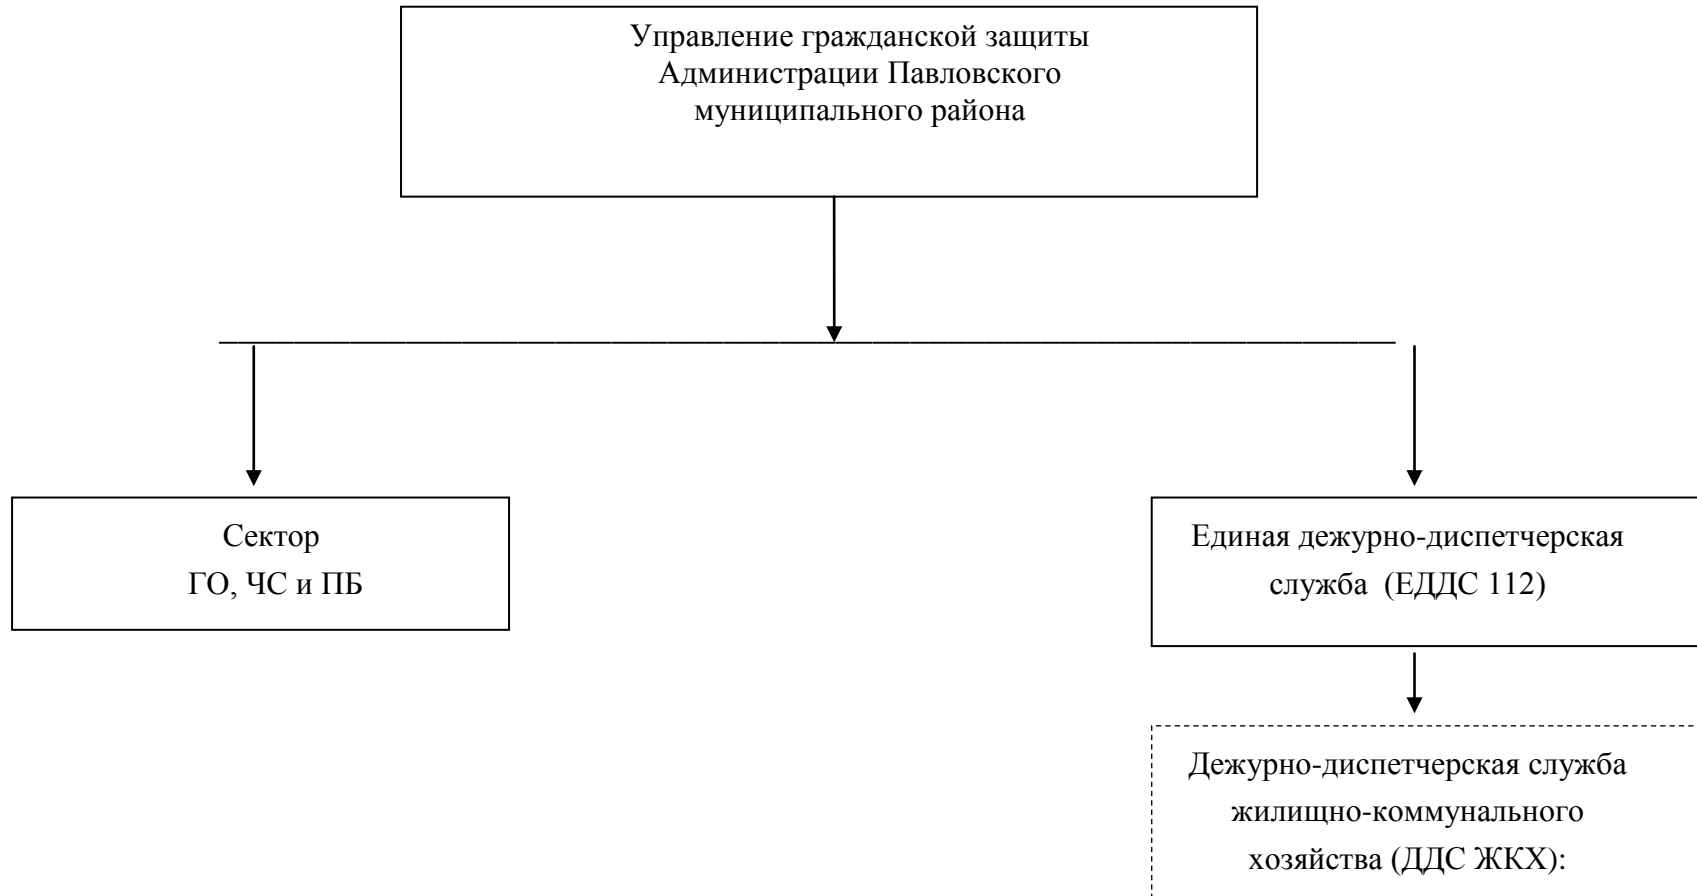 Управление гражданской защиты
Администрации Павловского
муниципального района
Сектор
ГО, ЧС и ПБ
Единая дежурно-диспетчерская
служба (ЕДДС 112)
Дежурно-диспетчерская служба
жилищно-коммунального
хозяйства (ДДС ЖКХ):